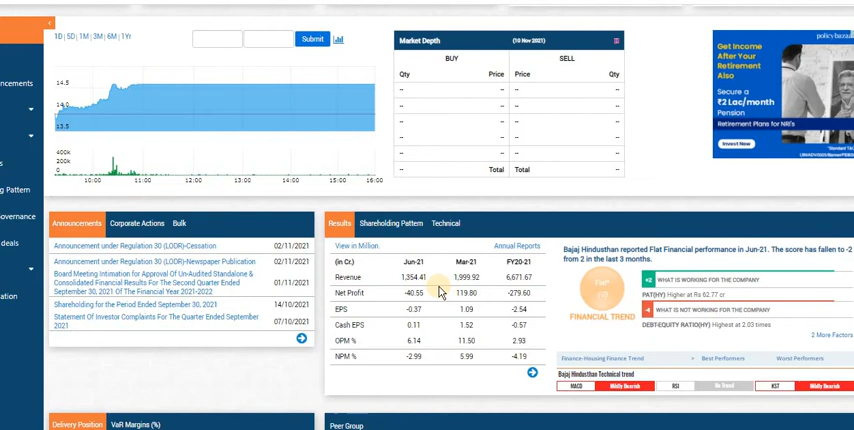 1D | 5D | 1M | 3M | 6M | 1Yr
Submit
14.5
14.0
13.5
400k
200k
0
10:00 11:00 12:00 13:00 14:00 15:00 16:00
Market Depth (10 Nov 2021)
BUY SELL
Qty Price Price Qty
-- -- -- --
-- -- -- --
-- -- -- --
-- -- -- --
-- -- -- --
-- Total Total --
policybazaar
Get Income
After Your
Retirement
Also
Secure a
₹2 Lac/month
Pension
Retirement Plans for NRI's
Invest Now
*Standard T&
ncements
s
ng Pattern
overnance
deals
ation
Announcements Corporate Actions Bulk
Announcement under Regulation 30 (LODR)-Cessation 02/11/2021
Announcement under Regulation 30 (LODR)-Newspaper Publication 02/11/2021
Board Meeting Intimation for Approval Of Un-Audited Standalone &
Consolidated Financial Results For The Second Quarter Ended 01/11/2021
September 30, 2021 Of The Financial Year 2021-2022
Shareholding for the Period Ended September 30, 2021 14/10/2021
Statement Of Investor Complaints For The Quarter Ended September 07/10/2021
2021
Results Shareholding Pattern Technical
View in Million. Annual Reports
(in Cr.) Jun-21 Mar-21 FY20-21
Revenue 1,354.41 1,999.92 6,671.67
Net Profit -40.55 119.80 -279.60
EPS -0.37 1.09 -2.54
Cash EPS 0.11 1.52 -0.57
OPM % 6.14 11.50 2.93
NPM % -2.99 5.99 -4.19
Bajaj Hindusthan reported Flat Financial performance in Jun-21. The score has fallen to -2
from 2 in the last 3 months.
Flat
FINANCIAL TREND
+2 WHAT IS WORKING FOR THE COMPANY
PAT(HY) Higher at Rs 62.77 cr
-4 WHAT IS NOT WORKING FOR THE COMPANY
DEBT-EQUITY RATIO(HY) Highest at 2.03 times
2 More Factors
Finance-Housing Finance Trend > Best Performers Worst Performers
Bajaj Hindusthan Technical trend
MACD Mildly Bearish RSI No Trend KST Mildly Bearish
Delivery Position VaR Margins (%)
Peer Group